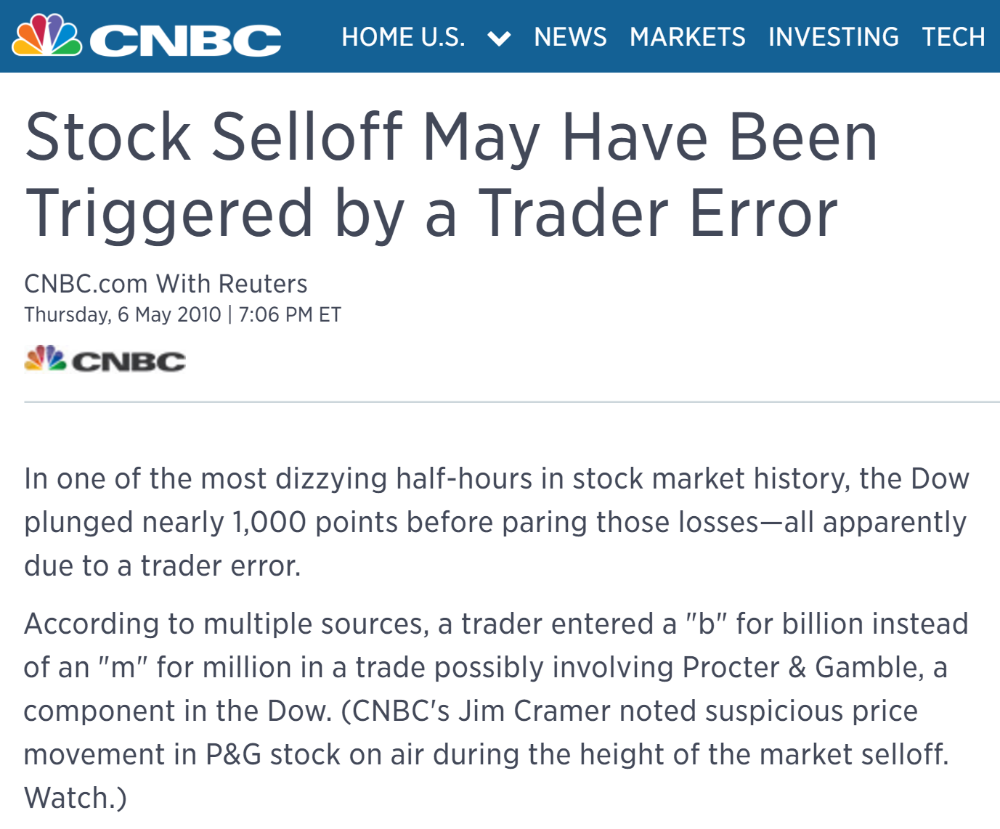 CNBC HOME U.S. NEWS MARKETS INVESTING TECH
Stock Selloff May Have Been
Triggered by a Trader Error
CNBC.com With Reuters
Thursday, 6 May 2010 | 7:06 PM ET
CNBC
In one of the most dizzying half-hours in stock market history, the Dow
plunged nearly 1,000 points before paring those losses—all apparently
due to a trader error.
According to multiple sources, a trader entered a "b" for billion instead
of an "m" for million in a trade possibly involving Procter & Gamble, a
component in the Dow. (CNBC's Jim Cramer noted suspicious price
movement in P&G stock on air during the height of the market selloff.
Watch.)